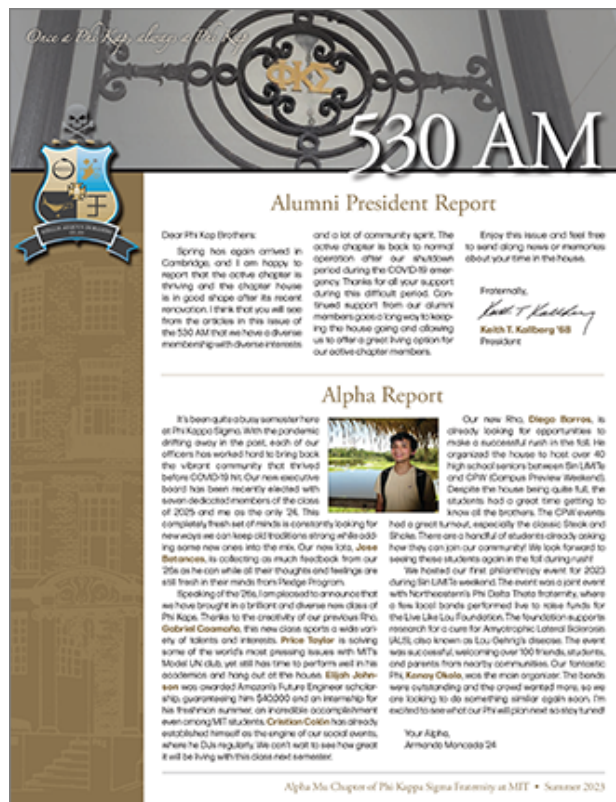 Once a Phi Kap, always a Phi Kap
ΦΚΣ
530 AM
Alumni President Report
Dear Phi Kap Brothers:
Spring has again arrived in
Cambridge, and I am happy to
report that the active chapter is
thriving and the chapter house
is in good shape after its recent
renovation. I think that you will see
from the articles in this issue of
the 530 AM that we have a diverse
membership with diverse interests
and a lot of community spirit. The
active chapter is back to normal
operation after our shutdown
period during the COVID-19 emer-
gency. Thanks for all your support
during this difficult period. Con-
tinued support from our alumni
members goes a long way to keep-
ing the house going and allowing
us to offer a great living option for
our active chapter members.
Enjoy this issue and feel free
to send along news or memories
about your time in the house.
Fraternally,
Keith T. Kallberg
Keith T. Kallberg '68
President
Alpha Report
It's been quite a busy semester here
at Phi Kappa Sigma. With the pandemic
drifting away in the past, each of our
officers has worked hard to bring back
the vibrant community that thrived
before COVID-19 hit. Our new executive
board has been recently elected with
seven dedicated members of the class
of 2025 and me as the only '24. This
completely fresh set of minds is constantly looking for
new ways we can keep old traditions strong while add-
ing some new ones into the mix. Our new Iota, Jose
Betances, is collecting as much feedback from our
'26s as he can while all their thoughts and feelings are
still fresh in their minds from Pledge Program.
Speaking of the '26s, I am pleased to announce that
we have brought in a brilliant and diverse new class of
Phi Kaps. Thanks to the creativity of our previous Rho,
Gabriel Caamaño, this new class sports a wide vari-
ety of talents and interests. Price Taylor is solving
some of the world's most pressing issues with MIT's
Model UN club, yet still has time to perform well in his
academics and hang out at the house. Elijah John-
son was awarded Amazon's Future Engineer scholar-
ship, guaranteeing him $40,000 and an internship for
his freshman summer, an incredible accomplishment
even among MIT students. Cristian Colón has already
established himself as the engine of our social events,
where he DJs regularly. We can't wait to see how great
it will be living with this class next semester.
Our new Rho, Diego Barros, is
already looking for opportunities to
make a successful rush in the fall. He
organized the house to host over 40
high school seniors between Sin LiMITe
and CPW (Campus Preview Weekend).
Despite the house being quite full, the
students had a great time getting to
know all the brothers. The CPW events
had a great turnout, especially the classic Steak and
Shake. There are a handful of students already asking
how they can join our community! We look forward to
seeing these students again in the fall during rush!
We hosted our first philanthropy event for 2023
during Sin LiMITe weekend. The event was a joint event
with Northeastern's Phi Delta Theta fraternity, where
a few local bands performed live to raise funds for
the Live Like Lou Foundation. The foundation supports
research for a cure for Amyotrophic Lateral Sclerosis
(ALS), also known as Lou Gehrig's disease. The event
was successful, welcoming over 100 friends, students,
and parents from nearby communities. Our fantastic
Phi, Kanay Okolo, was the main organizer. The bands
were outstanding and the crowd wanted more, so we
are looking to do something similar again soon. I'm
excited to see what our Phi will plan next so stay tuned!
Your Alpha,
Armando Moncada '24
Alpha Mu Chapter of Phi Kappa Sigma Fraternity at MIT • Summer 2023